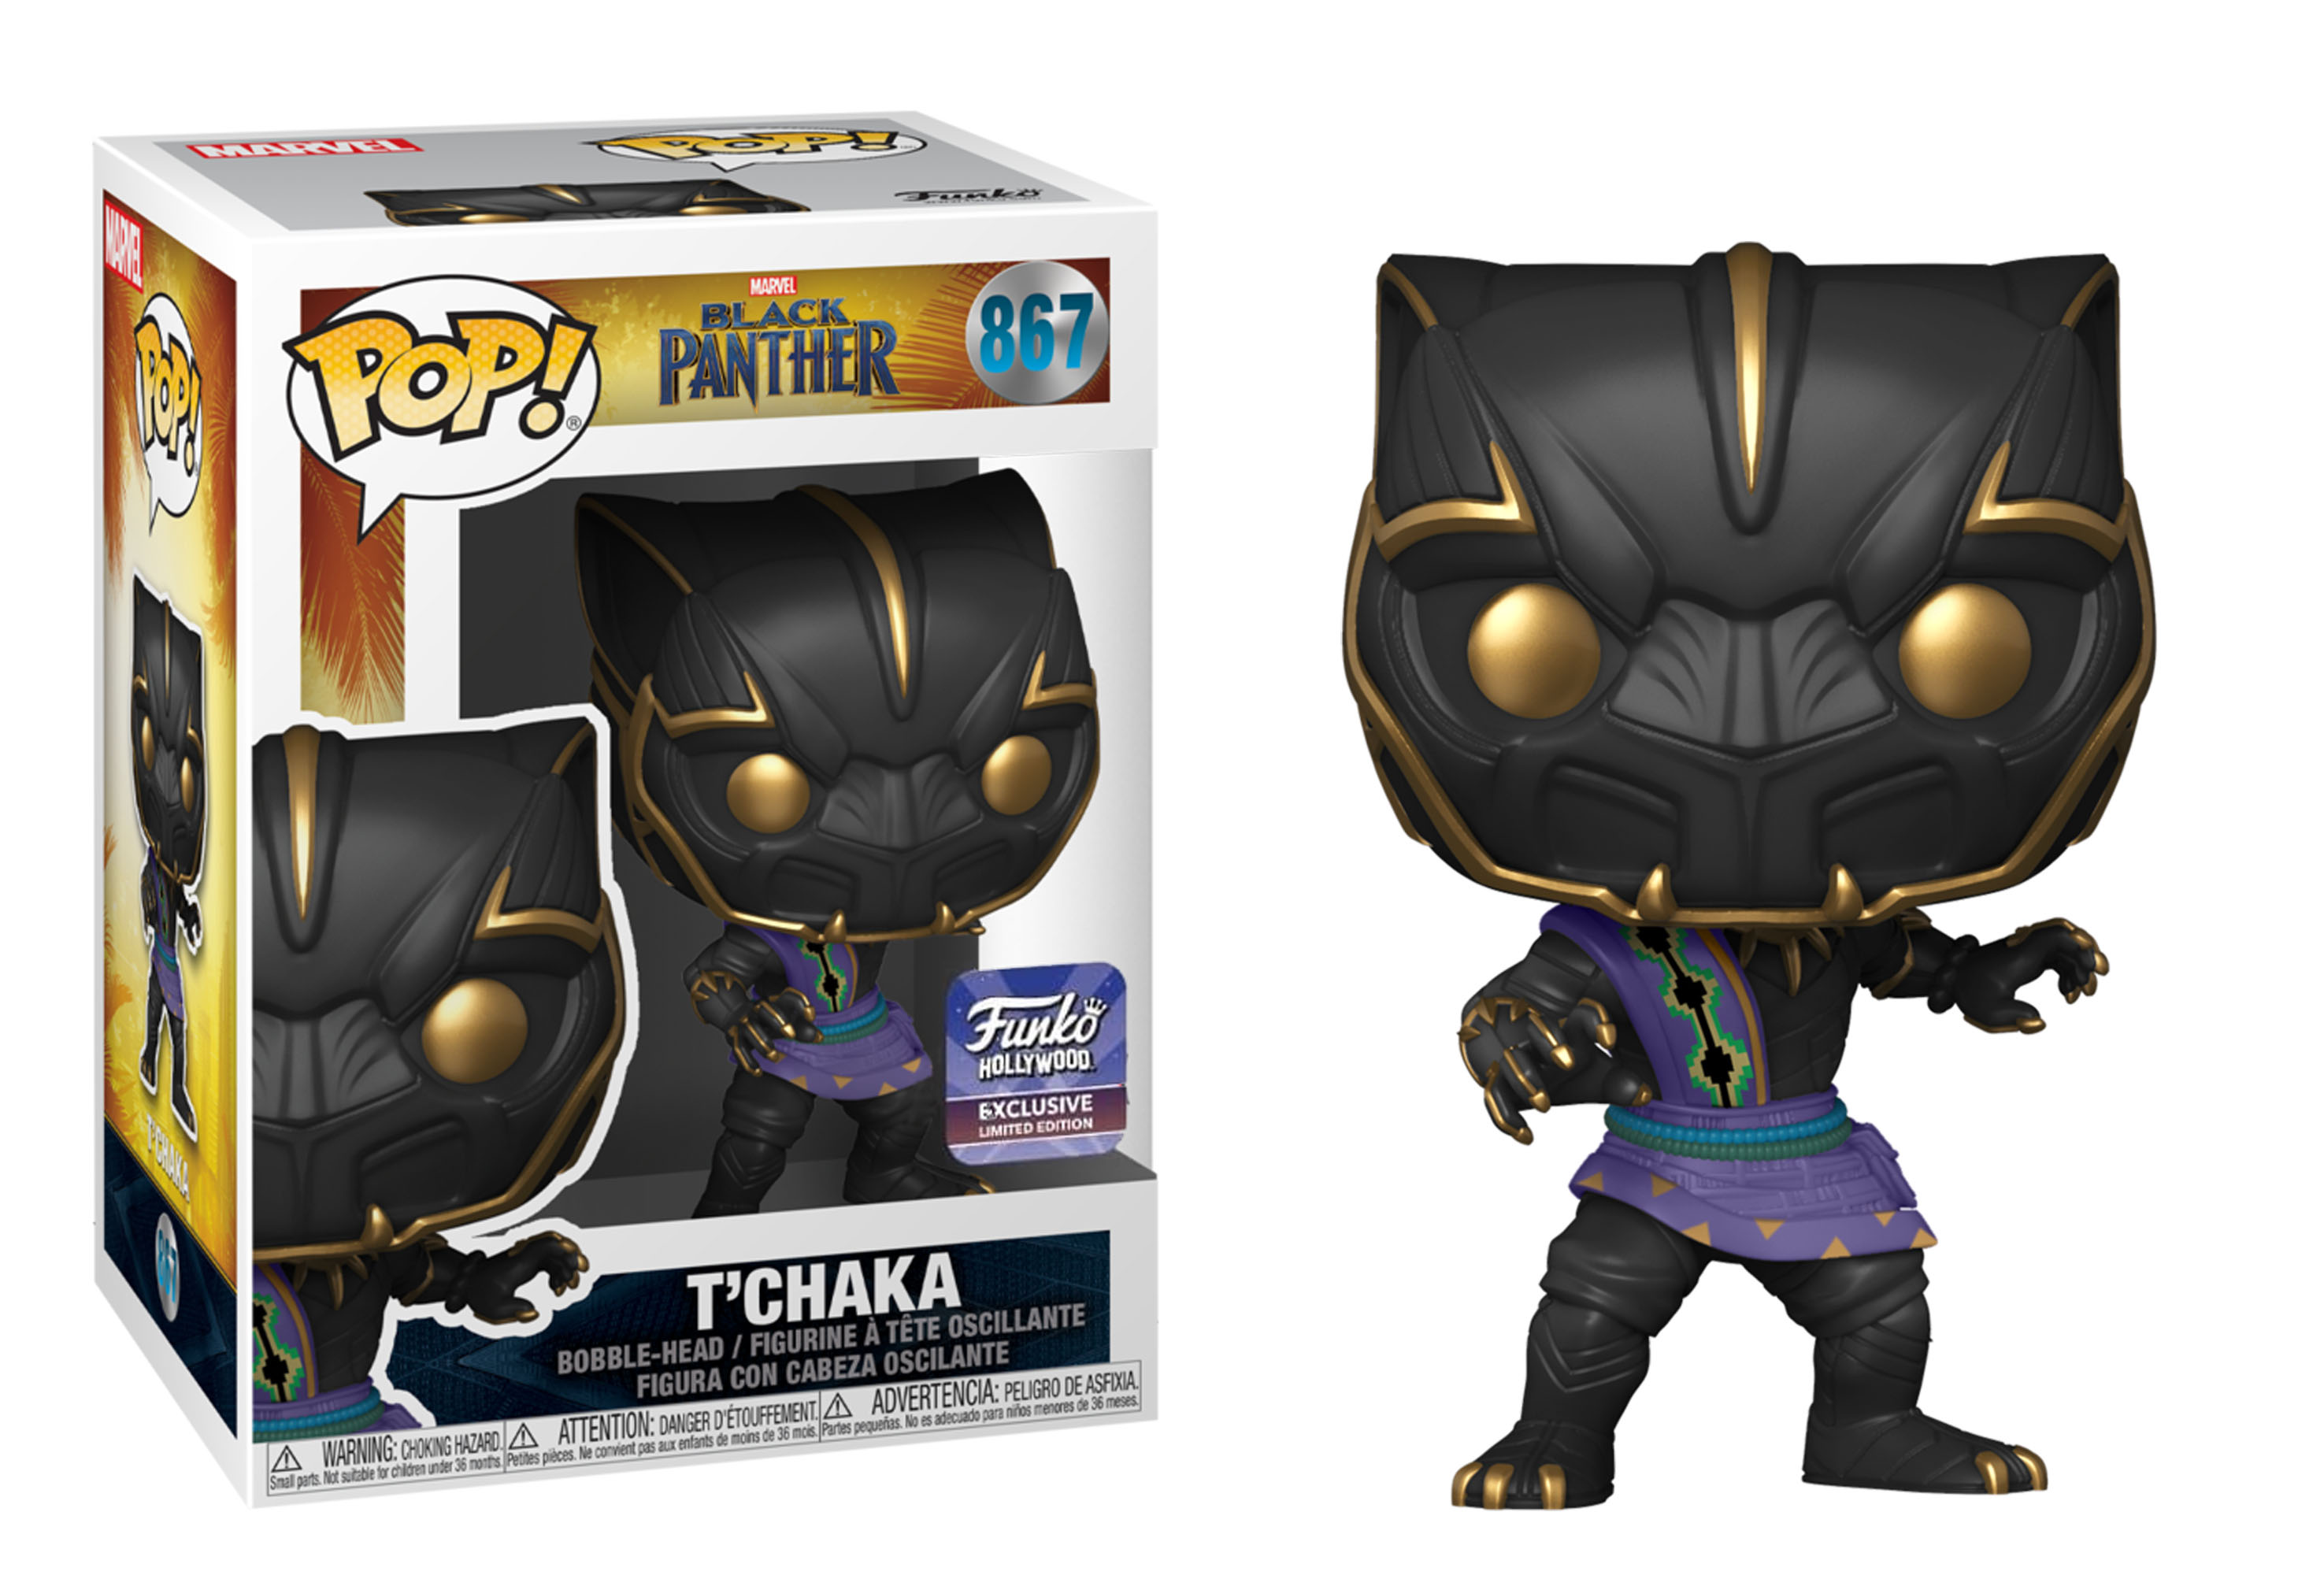 MARVEL
POP!
Funko
MARVEL
POP!
T'CHAKA
867
POP!®
MARVEL
BLACK
PANTHER
867
Funko
HOLLYWOOD
EXCLUSIVE
LIMITED EDITION
T'CHAKA
BOBBLE-HEAD / FIGURINE À TÊTE OSCILLANTE
FIGURA CON CABEZA OSCILANTE
WARNING: CHOKING HAZARD.
Small parts. Not suitable for children under 36 months.
ATTENTION: DANGER D'ÉTOUFFEMENT.
Petites pièces. Ne convient pas aux enfants de moins de 36 mois.
ADVERTENCIA: PELIGRO DE ASFIXIA.
Partes pequeñas. No es adecuado para niños menores de 36 meses.